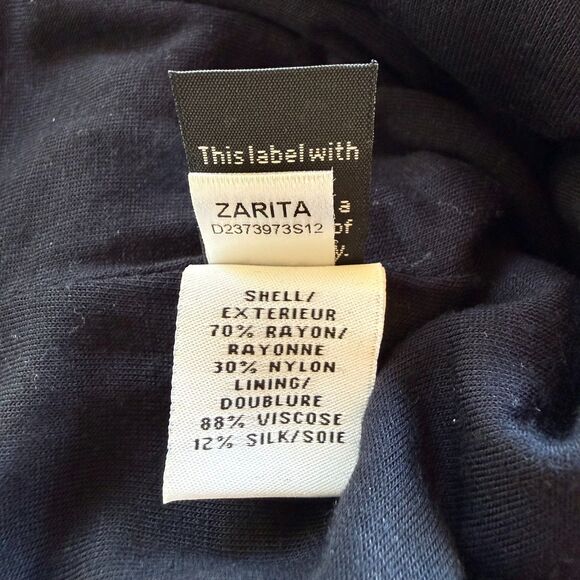 This label with
a
of
ZARITA
D2373973S12
SHELL/
EXTERIEUR
70% RAYON/
RAYONNE
30% NYLON
LINING/
DOUBLURE
88% VISCOSE
12% SILK/SOIE